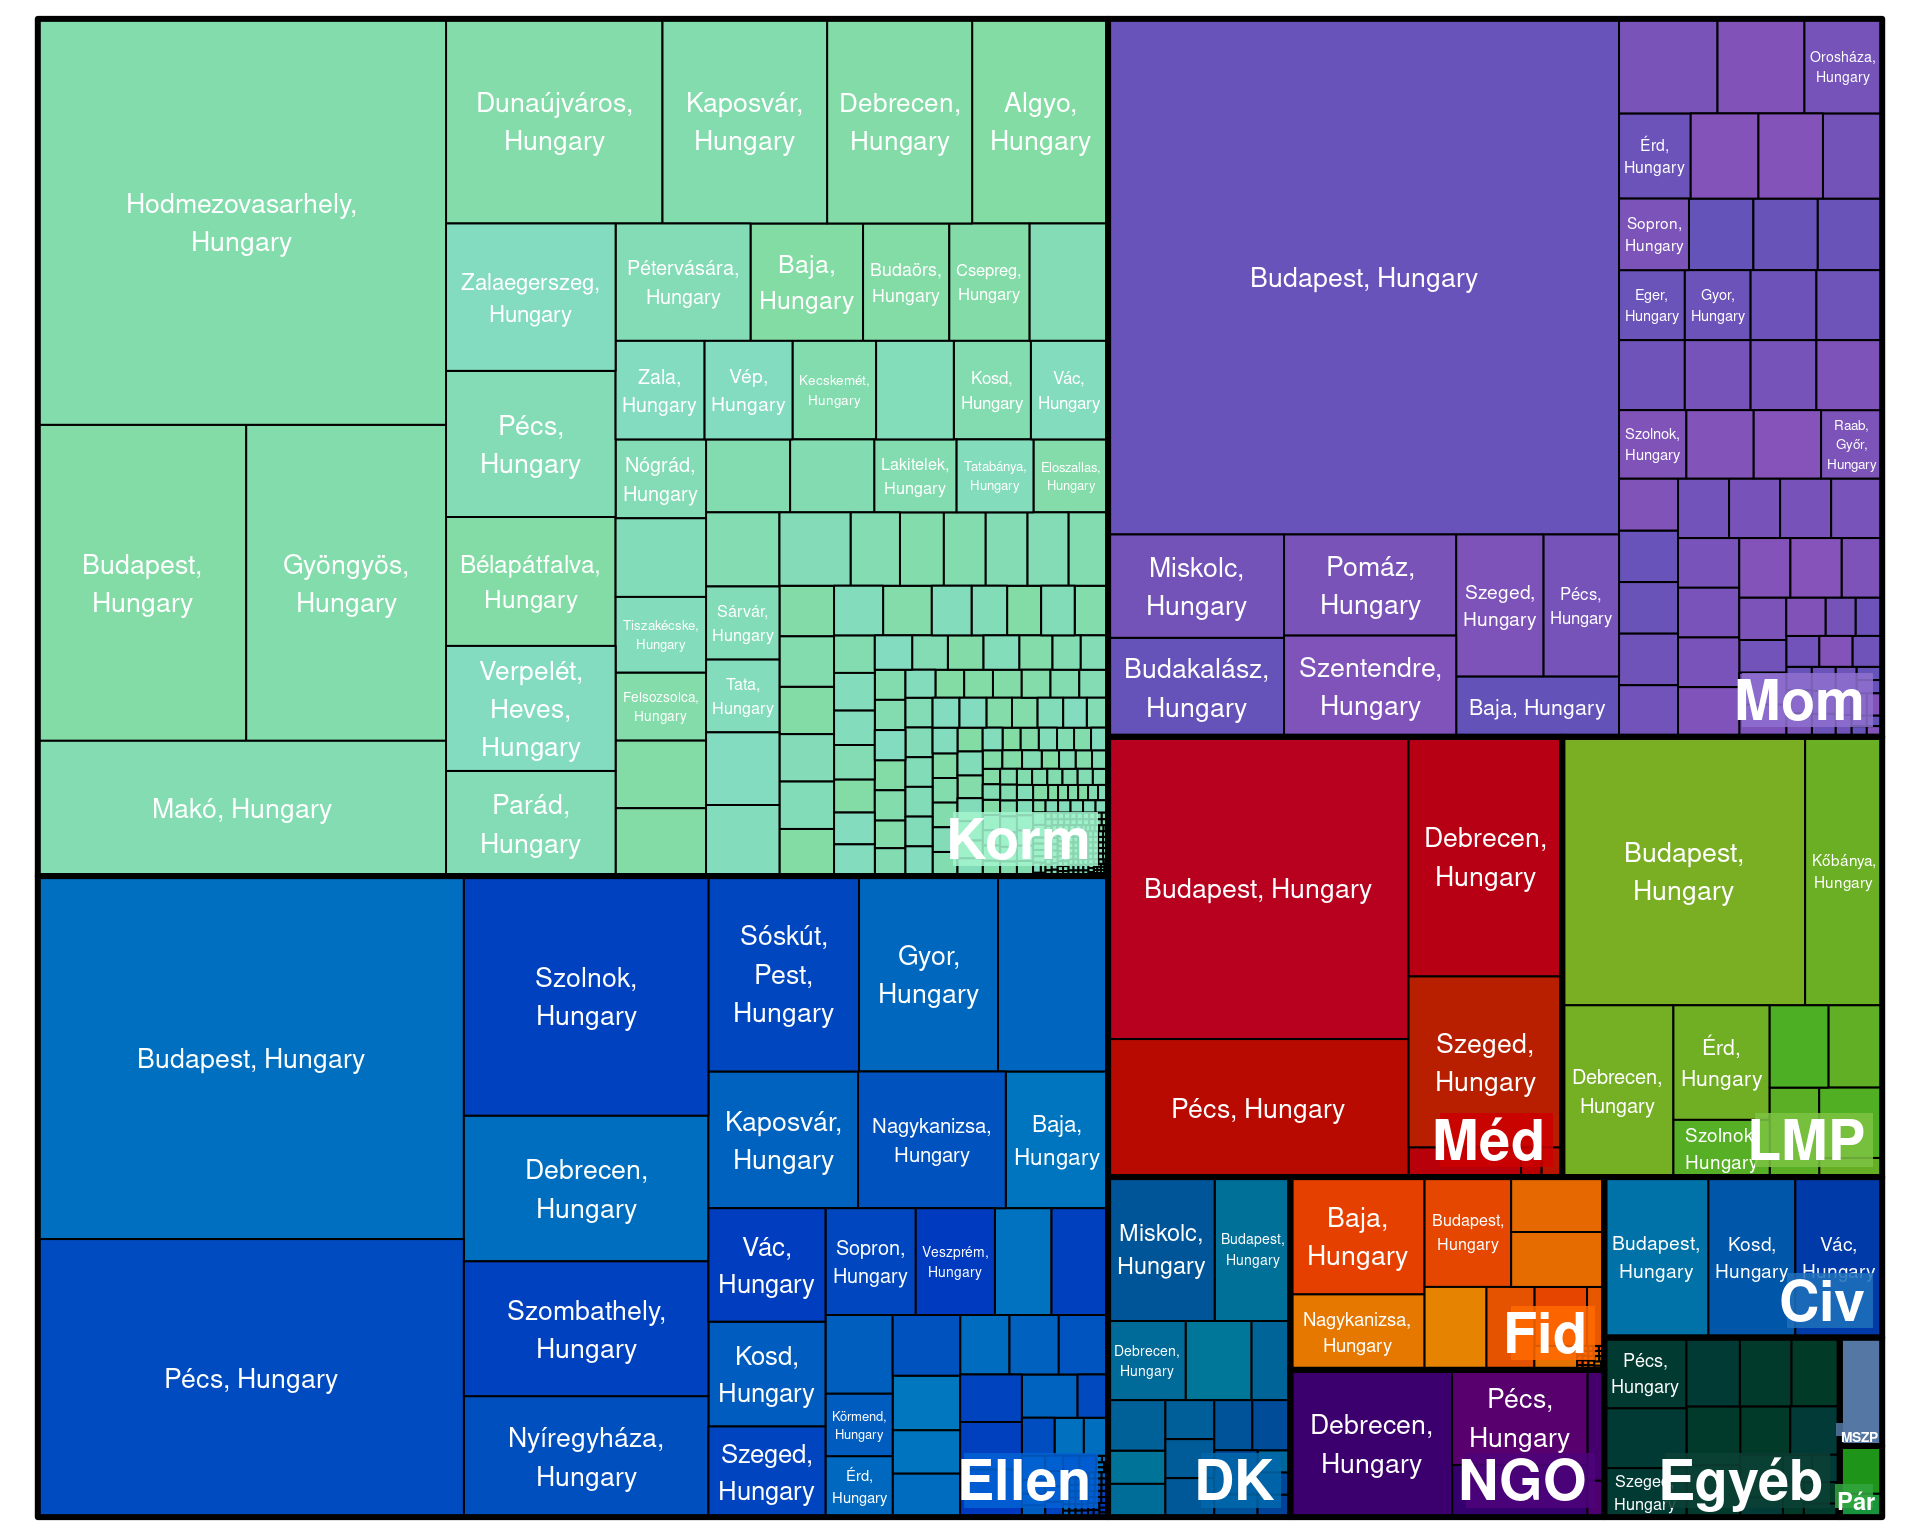 Hodmezovasarhely,
Hungary
Budapest,
Hungary
Gyöngyös,
Hungary
Makó, Hungary
Dunaújváros,
Hungary
Kaposvár,
Hungary
Debrecen,
Hungary
Algyo,
Hungary
Zalaegerszeg,
Hungary
Pécs,
Hungary
Bélapátfalva,
Hungary
Verpelét,
Heves,
Hungary
Parád,
Hungary
Pétervására,
Hungary
Baja,
Hungary
Budaörs,
Hungary
Csepreg,
Hungary
Zala,
Hungary
Vép,
Hungary
Kecskemét,
Hungary
Kosd,
Hungary
Vác,
Hungary
Nógrád,
Hungary
Lakitelek,
Hungary
Tatabánya,
Hungary
Eloszallas,
Hungary
Tiszakécske,
Hungary
Sárvár,
Hungary
Felsozsolca,
Hungary
Tata,
Hungary
Korm
Budapest, Hungary
Orosháza,
Hungary
Érd,
Hungary
Sopron,
Hungary
Eger,
Hungary
Gyor,
Hungary
Szolnok,
Hungary
Raab,
Győr,
Hungary
Miskolc,
Hungary
Pomáz,
Hungary
Szeged,
Hungary
Pécs,
Hungary
Budakalász,
Hungary
Szentendre,
Hungary
Baja, Hungary
Mom
Budapest, Hungary
Pécs, Hungary
Szolnok,
Hungary
Debrecen,
Hungary
Szombathely,
Hungary
Nyíregyháza,
Hungary
Sóskút,
Pest,
Hungary
Gyor,
Hungary
Kaposvár,
Hungary
Nagykanizsa,
Hungary
Baja,
Hungary
Vác,
Hungary
Sopron,
Hungary
Veszprém,
Hungary
Kosd,
Hungary
Körmend,
Hungary
Szeged,
Hungary
Érd,
Hungary
Ellen
Budapest, Hungary
Pécs, Hungary
Debrecen,
Hungary
Szeged,
Hungary
Méd
Budapest,
Hungary
Kőbánya,
Hungary
Debrecen,
Hungary
Érd,
Hungary
Szolnok,
Hungary
LMP
Miskolc,
Hungary
Budapest,
Hungary
Debrecen,
Hungary
DK
Baja,
Hungary
Budapest,
Hungary
Nagykanizsa,
Hungary
Fid
Debrecen,
Hungary
Pécs,
Hungary
NGO
Budapest,
Hungary
Kosd,
Hungary
Vác,
Hungary
Civ
Pécs,
Hungary
Szeged,
Hungary
Egyéb
MSZP
Pár